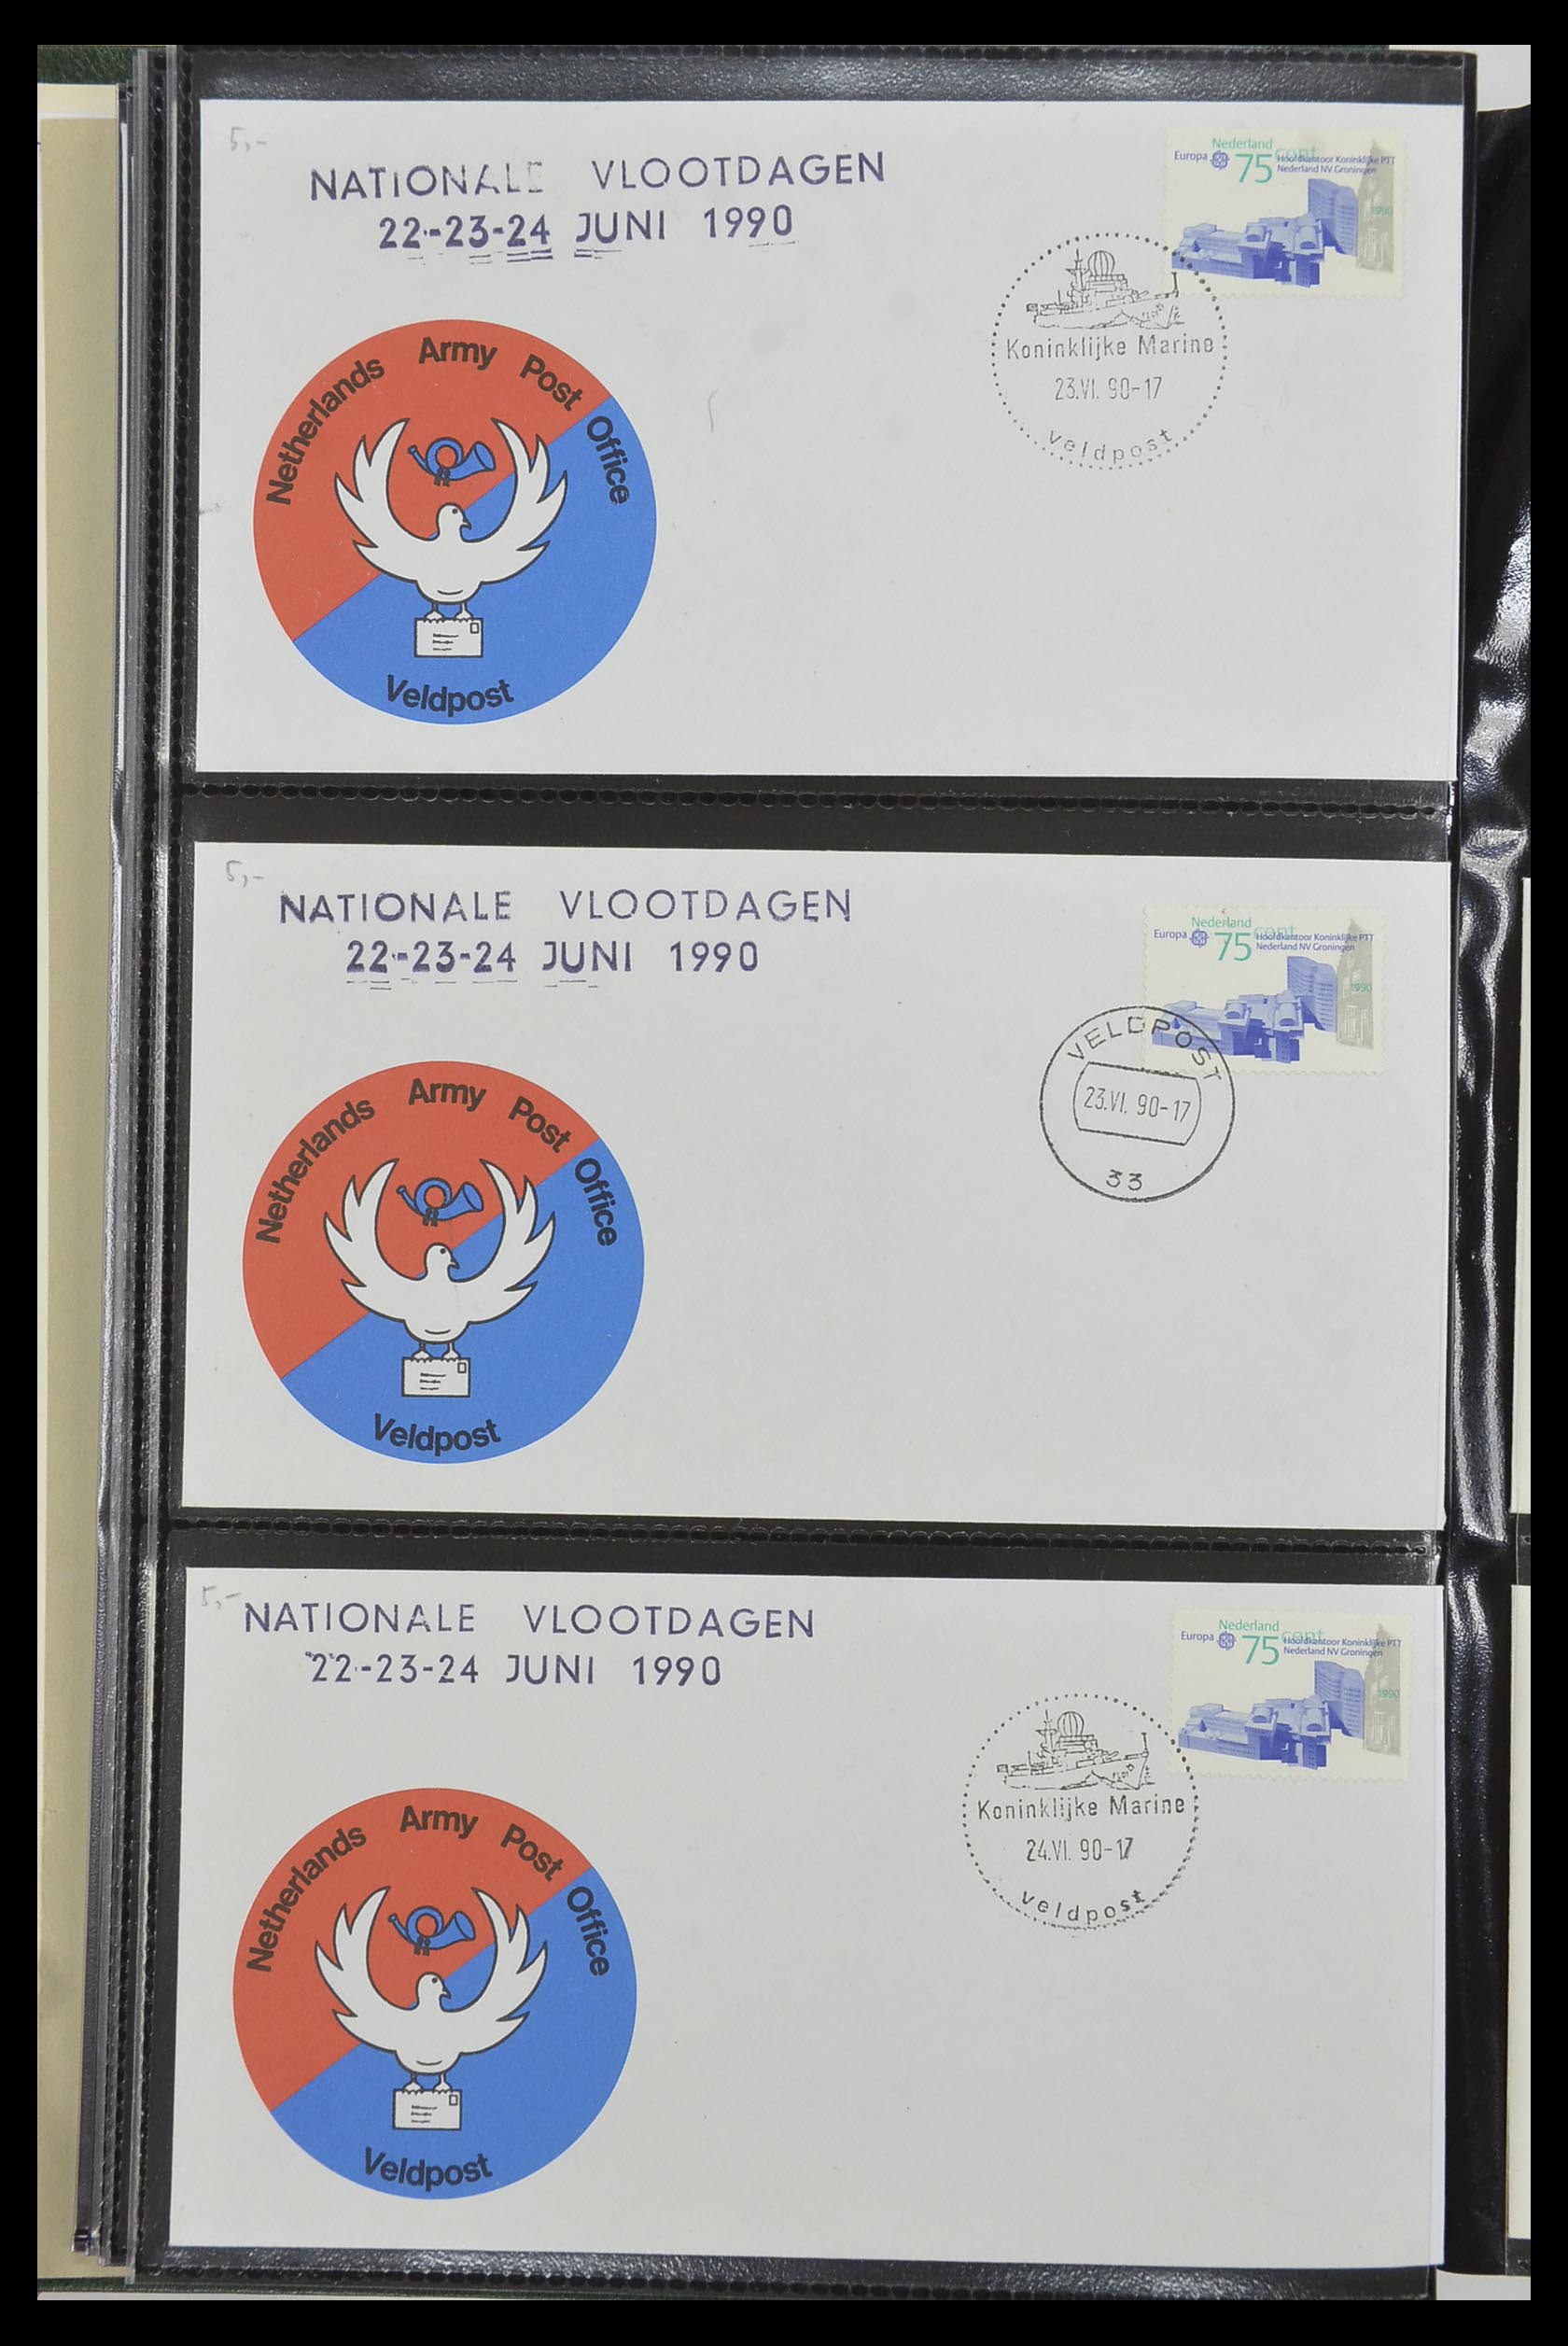 5,-
NATIONALE VLOOTDAGEN
22-23-24 JUNI 1990
Nederland
Europa 75 cent Hoofdkantoor Koninklijke PTT
Nederland NV Groningen
1990
Koninklijke Marine
23.VI.90-17
veldpost
Netherlands Army Post Office
Veldpost
5,-
NATIONALE VLOOTDAGEN
22-23-24 JUNI 1990
Nederland
Europa 75 cent Hoofdkantoor Koninklijke PTT
Nederland NV Groningen
1990
VELDPOST
23.VI.90-17
33
Netherlands Army Post Office
Veldpost
5,-
NATIONALE VLOOTDAGEN
22-23-24 JUNI 1990
Nederland
Europa 75 cent Hoofdkantoor Koninklijke PTT
Nederland NV Groningen
1990
Koninklijke Marine
24.VI.90-17
veldpost
Netherlands Army Post Office
Veldpost